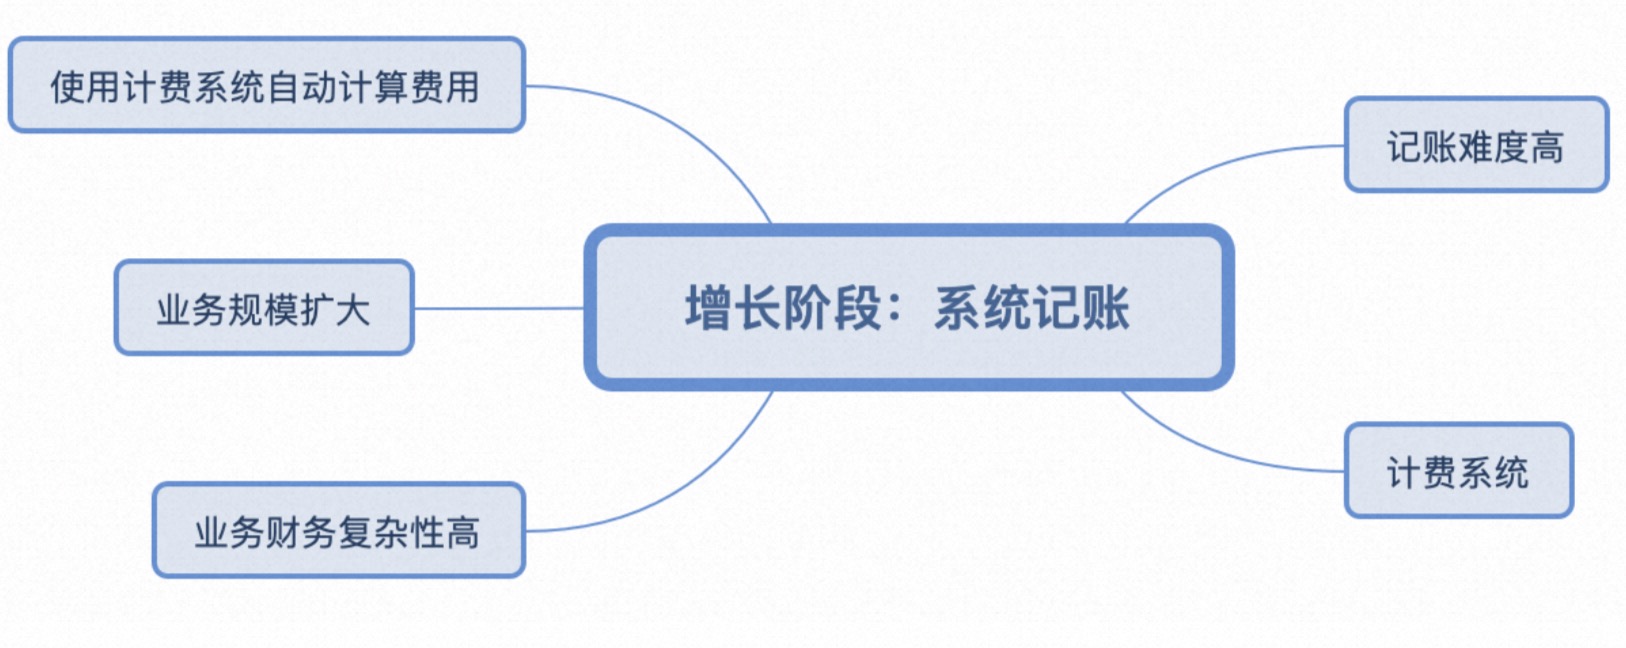 使用计费系统自动计算费用
记账难度高
业务规模扩大
增长阶段：系统记账
计费系统
业务财务复杂性高